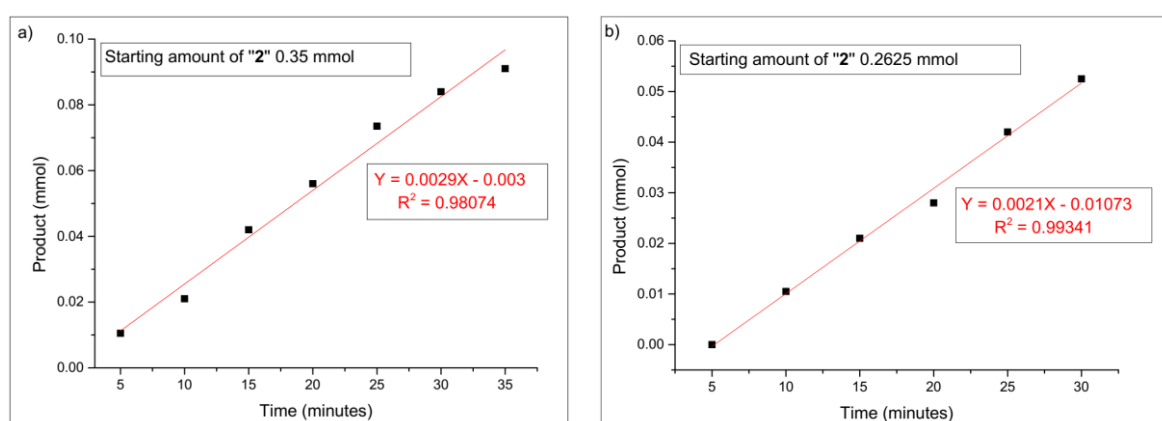 a)
Starting amount of "2" 0.35 mmol
0.10
0.08
0.06
0.04
0.02
0.00
Product (mmol)
Y = 0.0029X - 0.003
R² = 0.98074
5 10 15 20 25 30 35
Time (minutes)
b)
Starting amount of "2" 0.2625 mmol
0.06
0.05
0.04
0.03
0.02
0.01
0.00
Product (mmol)
Y = 0.0021X - 0.01073
R² = 0.99341
5 10 15 20 25 30
Time (minutes)